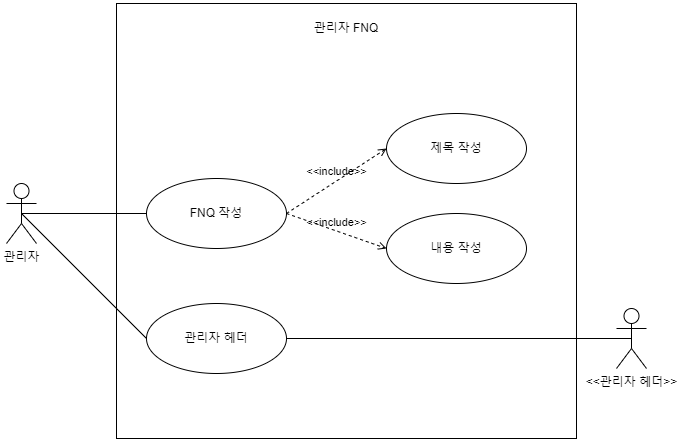 관리자 FNQ
제목 작성
<<include>>
FNQ 작성
<<include>>
내용 작성
관리자
관리자 헤더
<<관리자 헤더>>